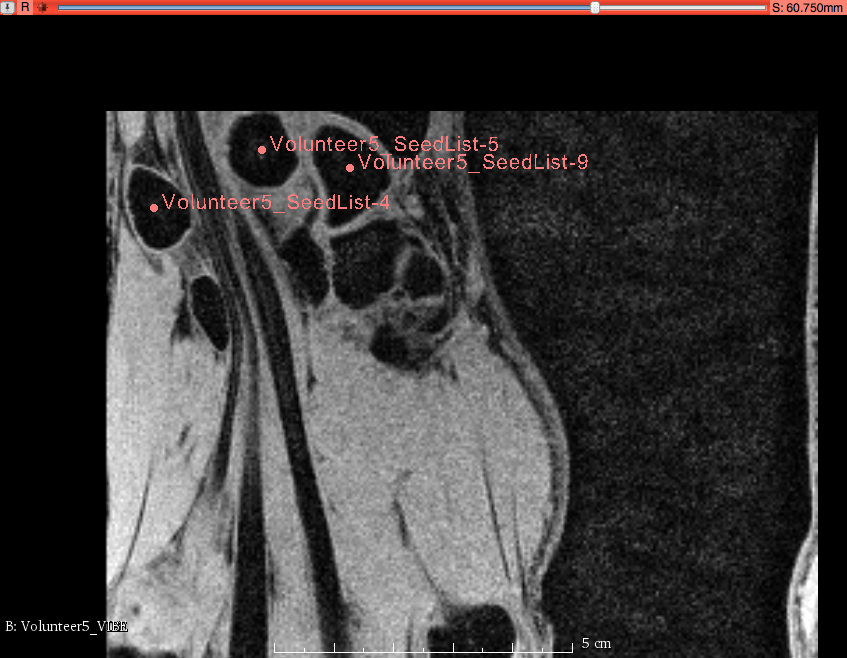 R
S: 60.750mm
Volunteer5_SeedList-5
Volunteer5_SeedList-9
Volunteer5_SeedList-4
B: Volunteer5_VIBE
5 cm